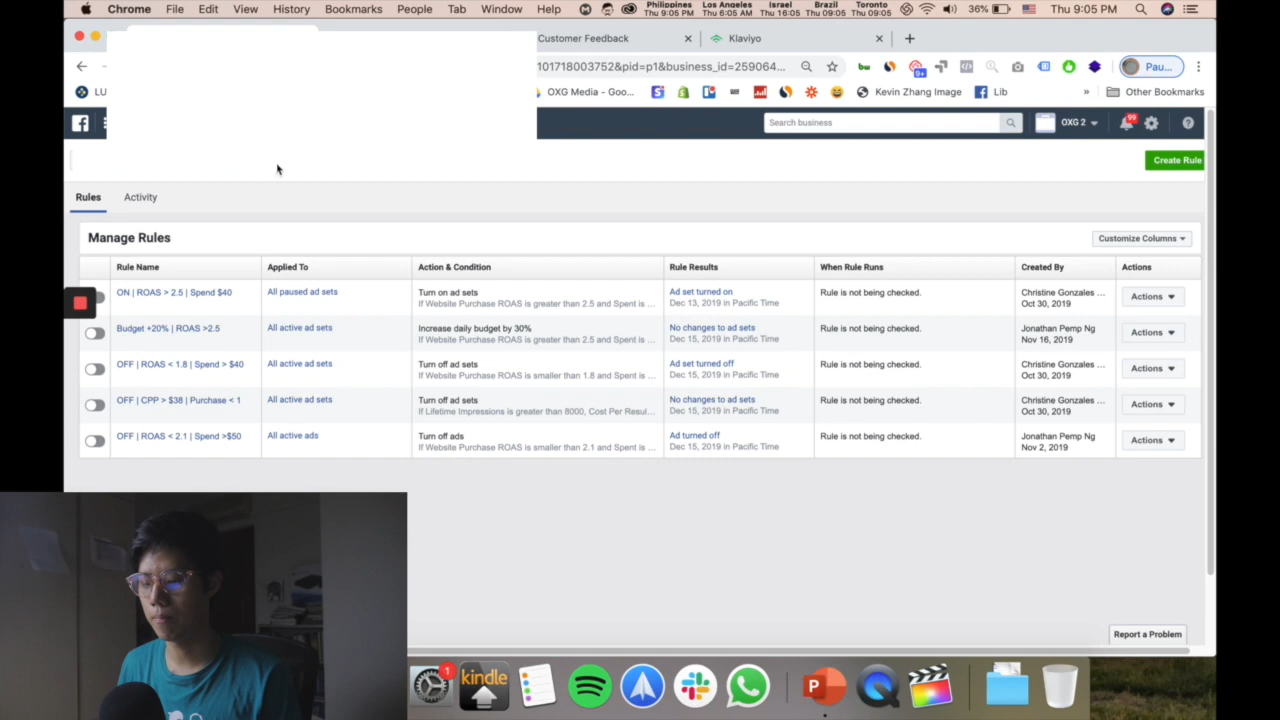 Chrome File Edit View History Bookmarks People Tab Window Help
Philippines Los Angeles Israel Brazil Toronto
Thu 9:05 PM Thu 6:05 AM Thu 16:05 Thu 09:05 Thu 09:05
36% Thu 9:05 PM
Customer Feedback Klaviyo
101718003752&pid=p1&business_id=259064... 9+ Pau...
LU OXG Media - Goo... Kevin Zhang Image Lib » Other Bookmarks
Search business OXG 2 99
Create Rule
Rules Activity
Manage Rules Customize Columns
Rule Name Applied To Action & Condition Rule Results When Rule Runs Created By Actions
ON | ROAS > 2.5 | Spend $40 All paused ad sets Turn on ad sets Ad set turned on Rule is not being checked. Christine Gonzales ... Actions
If Website Purchase ROAS is greater than 2.5 and Spent is ... Dec 13, 2019 in Pacific Time Oct 30, 2019
Budget +20% | ROAS >2.5 All active ad sets Increase daily budget by 30% No changes to ad sets Rule is not being checked. Jonathan Pemp Ng Actions
If Website Purchase ROAS is greater than 2.5 and Spent is ... Dec 15, 2019 in Pacific Time Nov 16, 2019
OFF | ROAS < 1.8 | Spend > $40 All active ad sets Turn off ad sets Ad set turned off Rule is not being checked. Christine Gonzales ... Actions
If Website Purchase ROAS is smaller than 1.8 and Spent is ... Dec 15, 2019 in Pacific Time Oct 30, 2019
OFF | CPP > $38 | Purchase < 1 All active ad sets Turn off ad sets No changes to ad sets Rule is not being checked. Christine Gonzales ... Actions
If Lifetime Impressions is greater than 8000, Cost Per Resul... Dec 15, 2019 in Pacific Time Oct 30, 2019
OFF | ROAS < 2.1 | Spend >$50 All active ads Turn off ads Ad turned off Rule is not being checked. Jonathan Pemp Ng Actions
If Website Purchase ROAS is smaller than 2.1 and Spent is ... Dec 15, 2019 in Pacific Time Nov 2, 2019
Report a Problem
1 kindle P